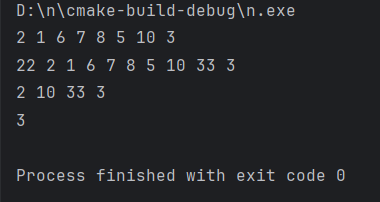 D:\n\cmake-build-debug\n.exe
2 1 6 7 8 5 10 3
22 2 1 6 7 8 5 10 33 3
2 10 33 3
3
Process finished with exit code 0